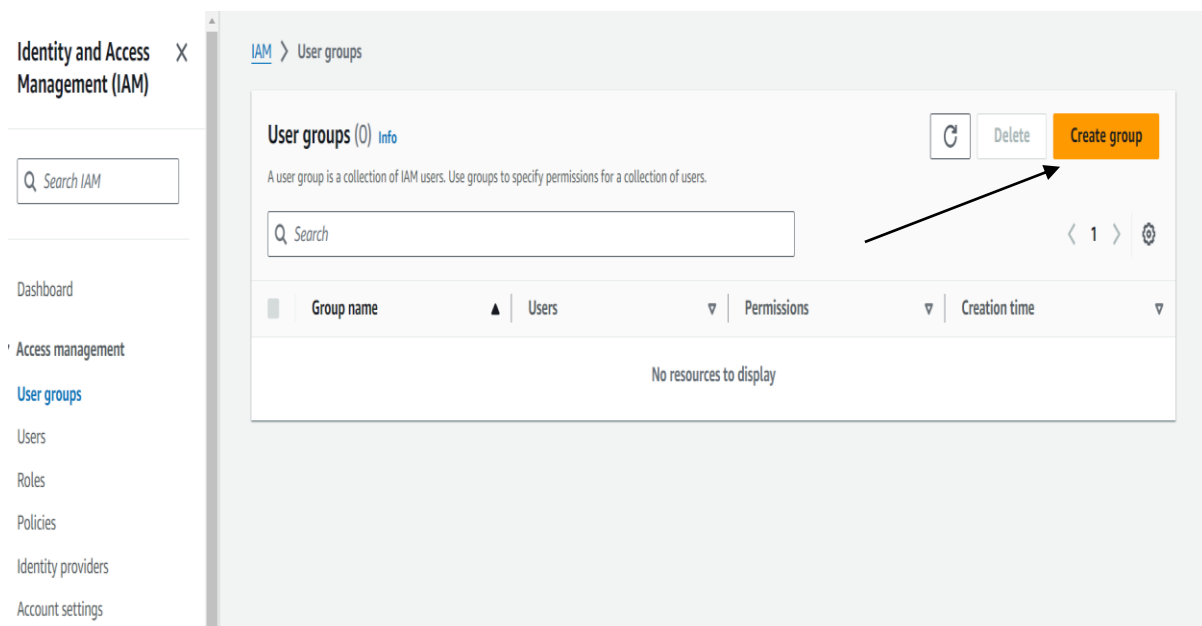 Identity and Access
Management (IAM)
Search IAM
Dashboard
Access management
User groups
Users
Roles
Policies
Identity providers
Account settings
IAM > User groups
User groups (0) Info
Delete
Create group
A user group is a collection of IAM users. Use groups to specify permissions for a collection of users.
Search
1
Group name Users Permissions Creation time
No resources to display